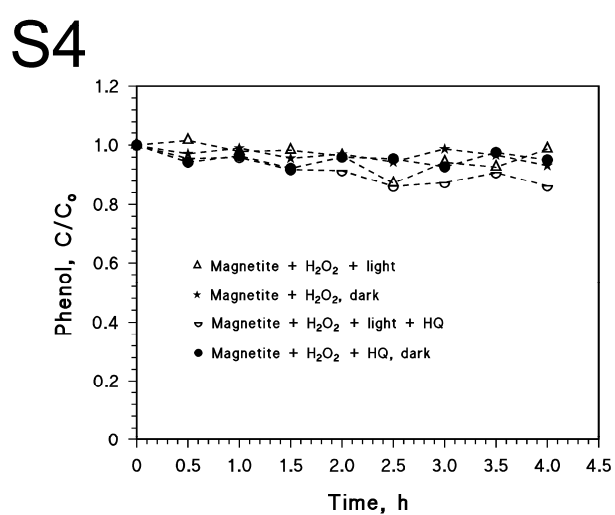 S4
Phenol, C/C₀
1.2
1.0
0.8
0.6
0.4
0.2
0
Magnetite + H₂O₂ + light
Magnetite + H₂O₂, dark
Magnetite + H₂O₂ + light + HQ
Magnetite + H₂O₂ + HQ, dark
0 0.5 1.0 1.5 2.0 2.5 3.0 3.5 4.0 4.5
Time, h